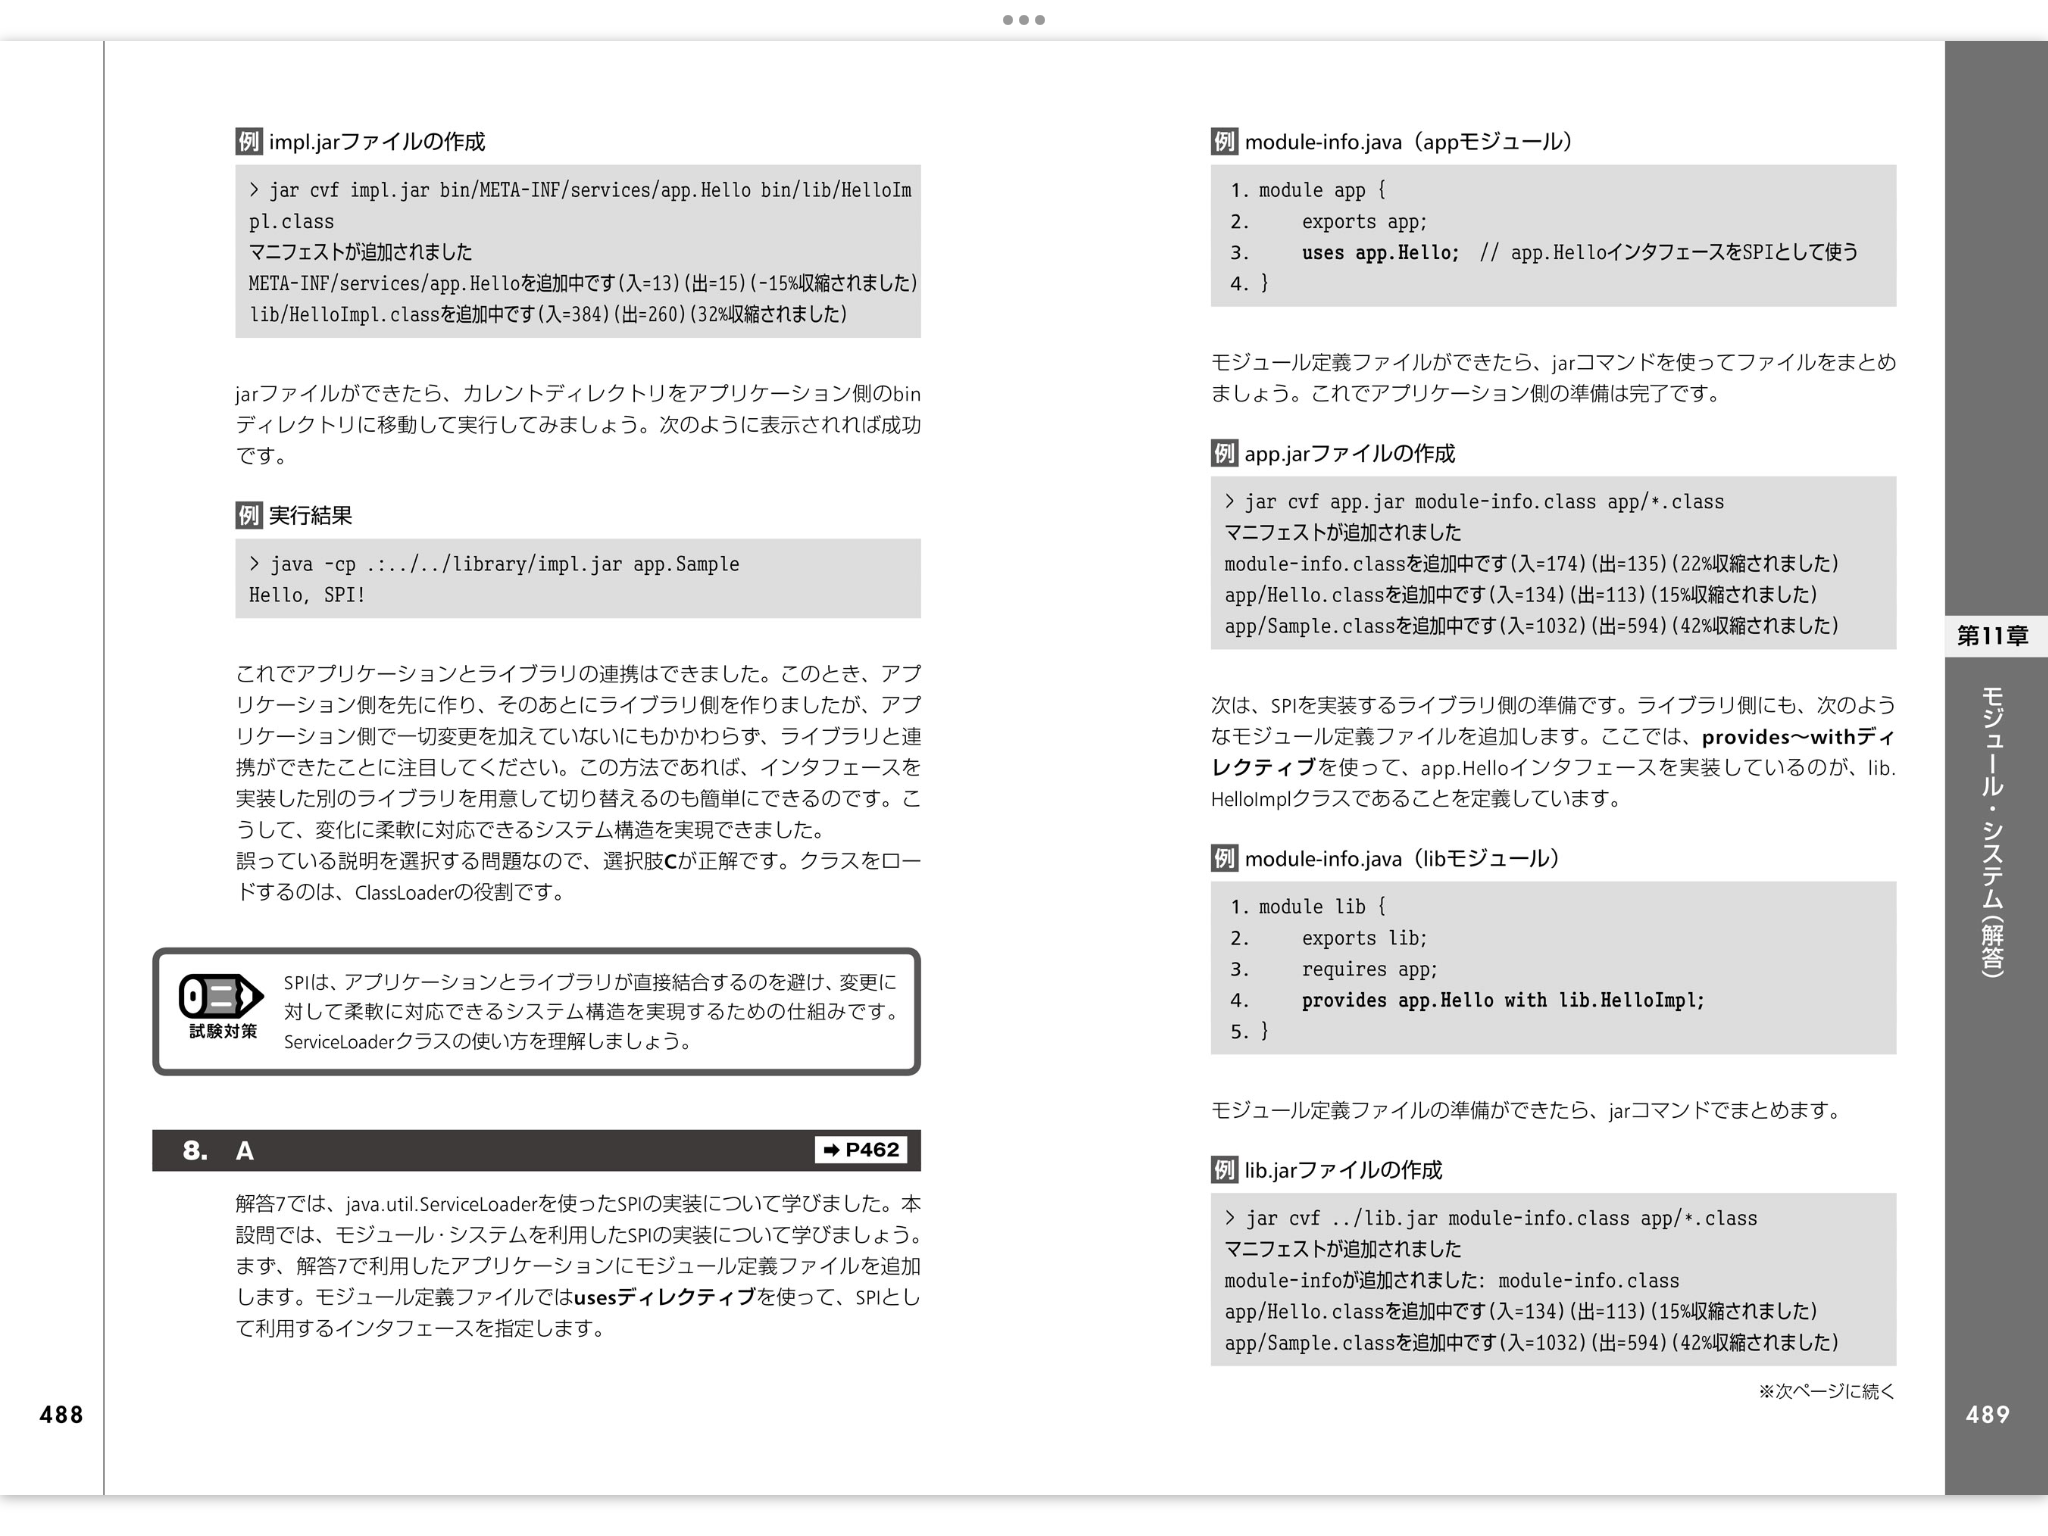 例 impl.jarファイルの作成
> jar cvf impl.jar bin/META-INF/services/app.Hello bin/lib/HelloIm
pl.class
マニフェストが追加されました
META-INF/services/app.Helloを追加中です(入=13)(出=15)(-15%収縮されました)
lib/HelloImpl.classを追加中です(入=384)(出=260)(32%収縮されました)
jarファイルができたら、カレントディレクトリをアプリケーション側のbin
ディレクトリに移動して実行してみましょう。次のように表示されれば成功
です。
例 実行結果
> java -cp .:../../library/impl.jar app.Sample
Hello, SPI!
これでアプリケーションとライブラリの連携はできました。このとき、アプ
リケーション側を先に作り、そのあとにライブラリ側を作りましたが、アプ
リケーション側で一切変更を加えていないにもかかわらず、ライブラリと連
携ができたことに注目してください。この方法であれば、インタフェースを
実装した別のライブラリを用意して切り替えるのも簡単にできるのです。こ
うして、変化に柔軟に対応できるシステム構造を実現できました。
誤っている説明を選択する問題なので、選択肢Cが正解です。クラスをロー
ドするのは、ClassLoaderの役割です。
試験対策
SPIは、アプリケーションとライブラリが直接結合するのを避け、変更に
対して柔軟に対応できるシステム構造を実現するための仕組みです。
ServiceLoaderクラスの使い方を理解しましょう。
8. A ➡ P462
解答7では、java.util.ServiceLoaderを使ったSPIの実装について学びました。本
設問では、モジュール・システムを利用したSPIの実装について学びましょう。
まず、解答7で利用したアプリケーションにモジュール定義ファイルを追加
します。モジュール定義ファイルではusesディレクティブを使って、SPIとし
て利用するインタフェースを指定します。
488
例 module-info.java（appモジュール）
1. module app {
2.     exports app;
3.     uses app.Hello;  // app.HelloインタフェースをSPIとして使う
4. }
モジュール定義ファイルができたら、jarコマンドを使ってファイルをまとめ
ましょう。これでアプリケーション側の準備は完了です。
例 app.jarファイルの作成
> jar cvf app.jar module-info.class app/*.class
マニフェストが追加されました
module-info.classを追加中です(入=174)(出=135)(22%収縮されました)
app/Hello.classを追加中です(入=134)(出=113)(15%収縮されました)
app/Sample.classを追加中です(入=1032)(出=594)(42%収縮されました)
次は、SPIを実装するライブラリ側の準備です。ライブラリ側にも、次のよう
なモジュール定義ファイルを追加します。ここでは、provides〜withディ
レクティブを使って、app.Helloインタフェースを実装しているのが、lib.
HelloImplクラスであることを定義しています。
例 module-info.java（libモジュール）
1. module lib {
2.     exports lib;
3.     requires app;
4.     provides app.Hello with lib.HelloImpl;
5. }
モジュール定義ファイルの準備ができたら、jarコマンドでまとめます。
例 lib.jarファイルの作成
> jar cvf ../lib.jar module-info.class app/*.class
マニフェストが追加されました
module-infoが追加されました: module-info.class
app/Hello.classを追加中です(入=134)(出=113)(15%収縮されました)
app/Sample.classを追加中です(入=1032)(出=594)(42%収縮されました)
※次ページに続く
第11章
モジュール・システム（解答）
489